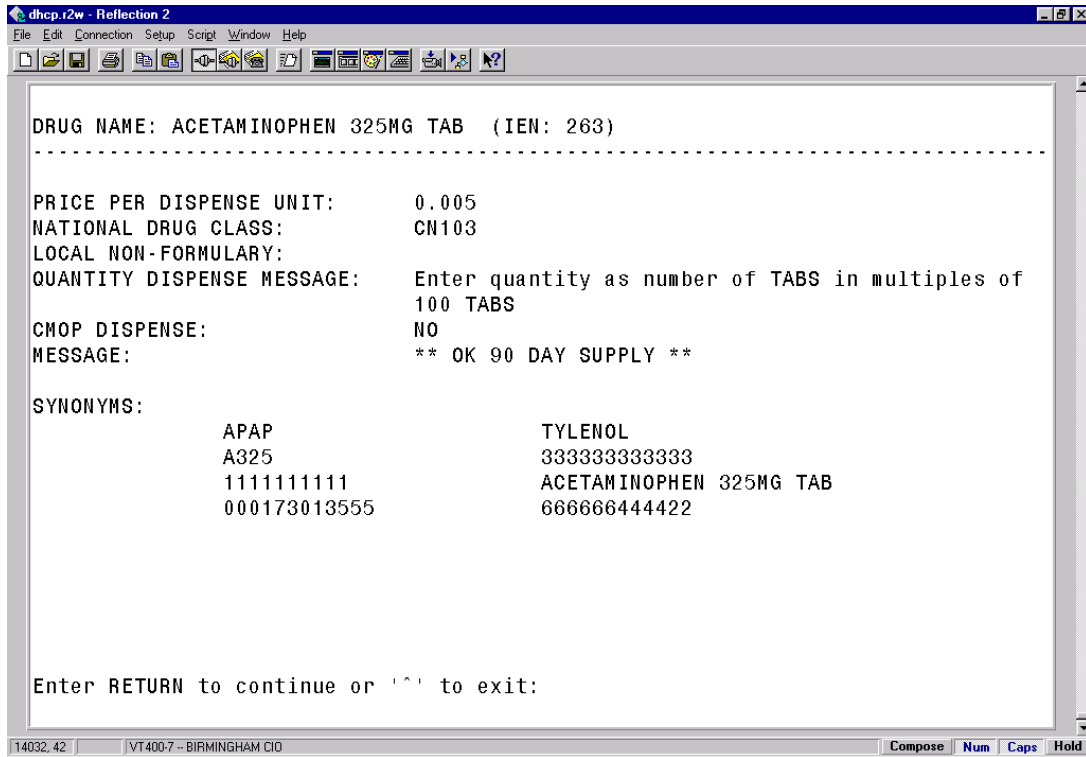 dhcp.r2w - Reflection 2
File Edit Connection Setup Script Window Help
DRUG NAME: ACETAMINOPHEN 325MG TAB (IEN: 263)
--------------------------------------------------------------------------------
PRICE PER DISPENSE UNIT: 0.005
NATIONAL DRUG CLASS: CN103
LOCAL NON-FORMULARY:
QUANTITY DISPENSE MESSAGE: Enter quantity as number of TABS in multiples of
100 TABS
CMOP DISPENSE: NO
MESSAGE: ** OK 90 DAY SUPPLY **
SYNONYMS:
APAP TYLENOL
A325 333333333333
1111111111 ACETAMINOPHEN 325MG TAB
000173013555 666666444422
Enter RETURN to continue or '^' to exit:
14032, 42 VT400-7 -- BIRMINGHAM CIO Compose Num Caps Hold